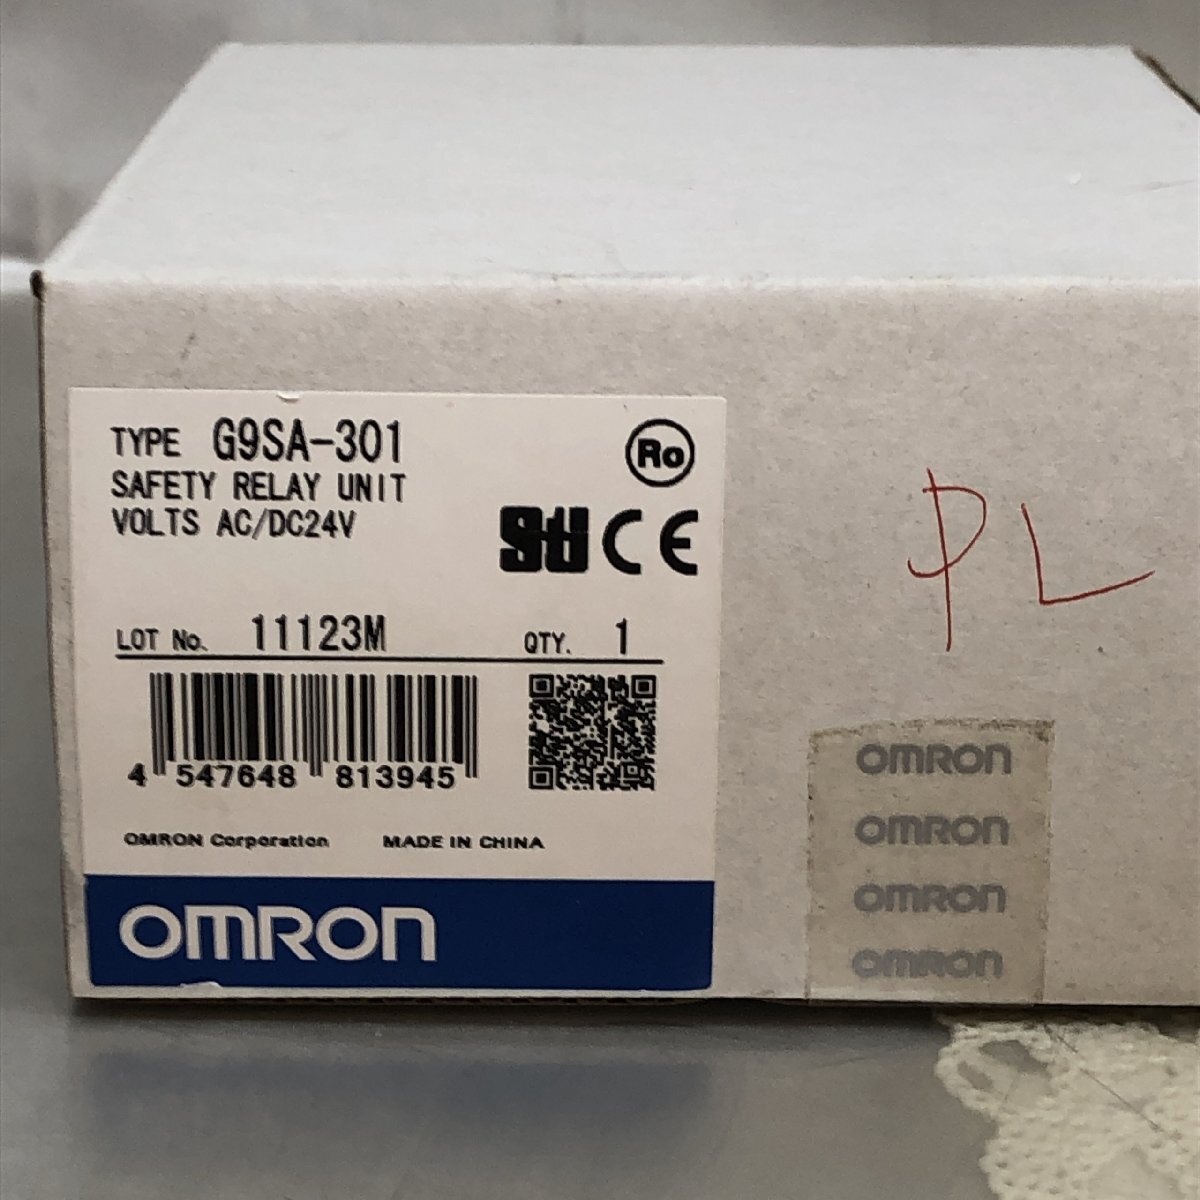 TYPE G9SA-301
SAFETY RELAY UNIT
VOLTS AC/DC24V
Ro
StI CE
LOT No. 11123M QTY. 1
4 547648 813945
OMRON Corporation MADE IN CHINA
OMRON
PL
OMRON
OMRON
OMRON
OMRON